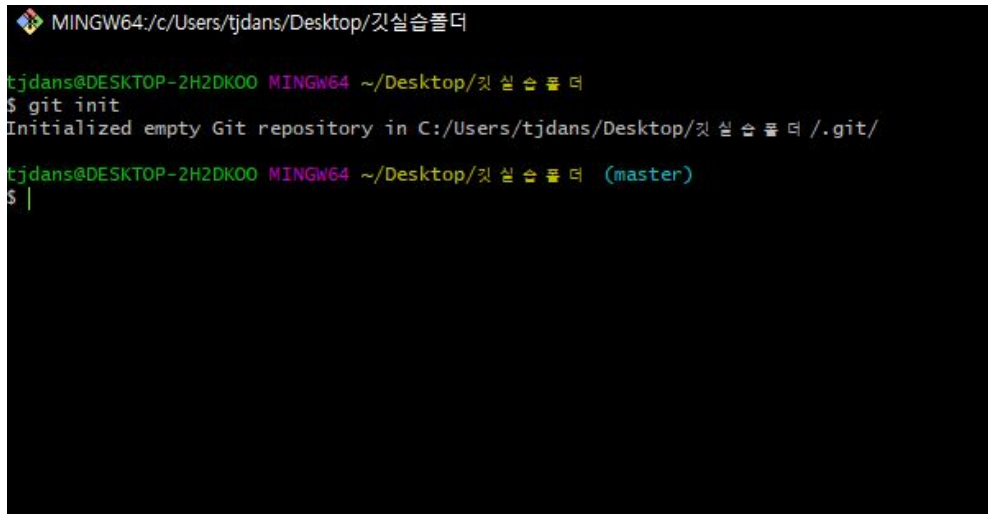 MINGW64:/c/Users/tjdans/Desktop/깃실습폴더
tjdans@DESKTOP-2H2DKOO MINGW64 ~/Desktop/깃실습폴더
$ git init
Initialized empty Git repository in C:/Users/tjdans/Desktop/깃실습폴더/.git/
tjdans@DESKTOP-2H2DKOO MINGW64 ~/Desktop/깃실습폴더 (master)
$